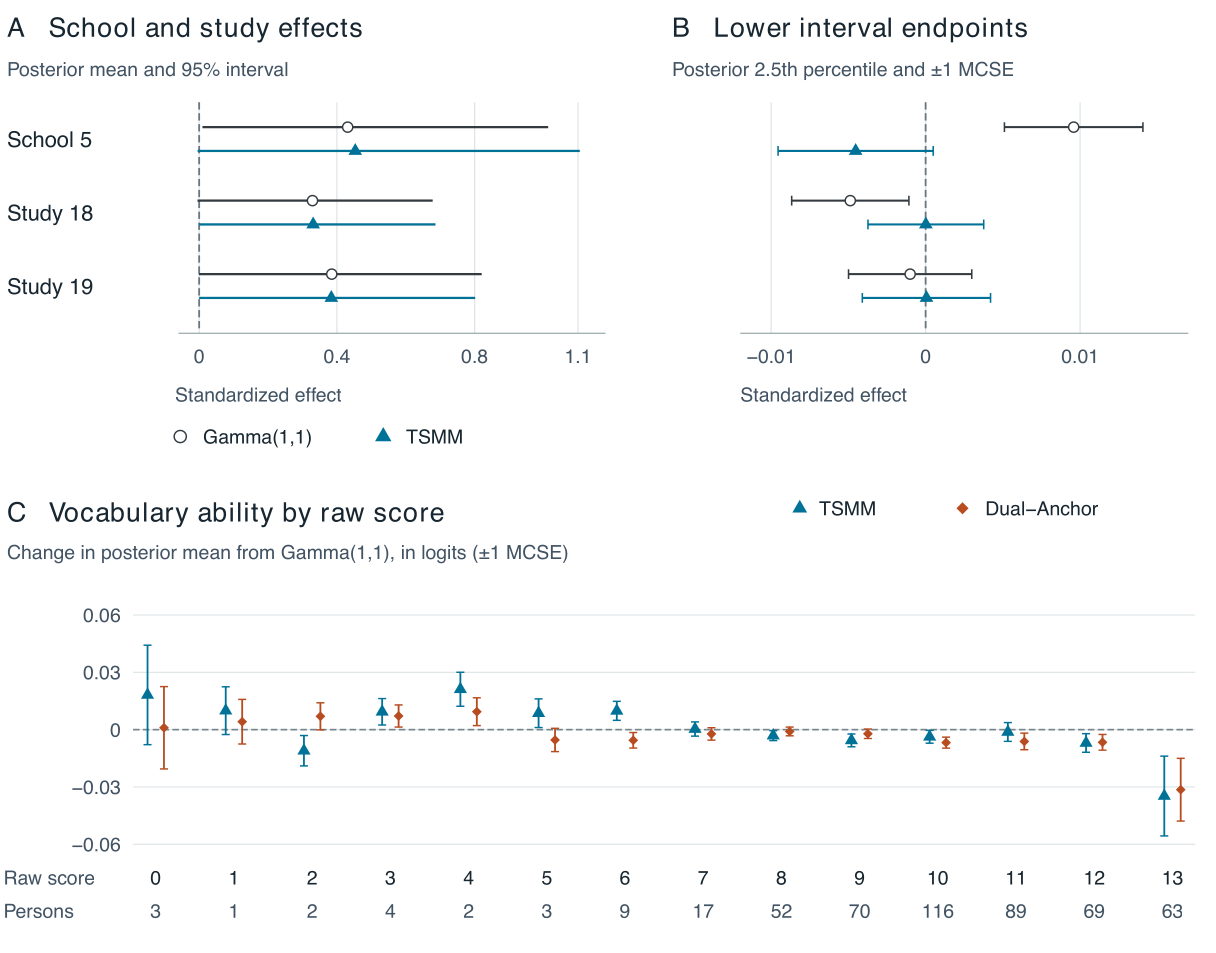 A School and study effects
Posterior mean and 95% interval
School 5
Study 18
Study 19
0 0.4 0.8 1.1
Standardized effect
Gamma(1,1) TSMM
B Lower interval endpoints
Posterior 2.5th percentile and ±1 MCSE
−0.01 0 0.01
Standardized effect
C Vocabulary ability by raw score
TSMM Dual−Anchor
Change in posterior mean from Gamma(1,1), in logits (±1 MCSE)
0.06
0.03
0
−0.03
−0.06
Raw score 0 1 2 3 4 5 6 7 8 9 10 11 12 13
Persons 3 1 2 4 2 3 9 17 52 70 116 89 69 63